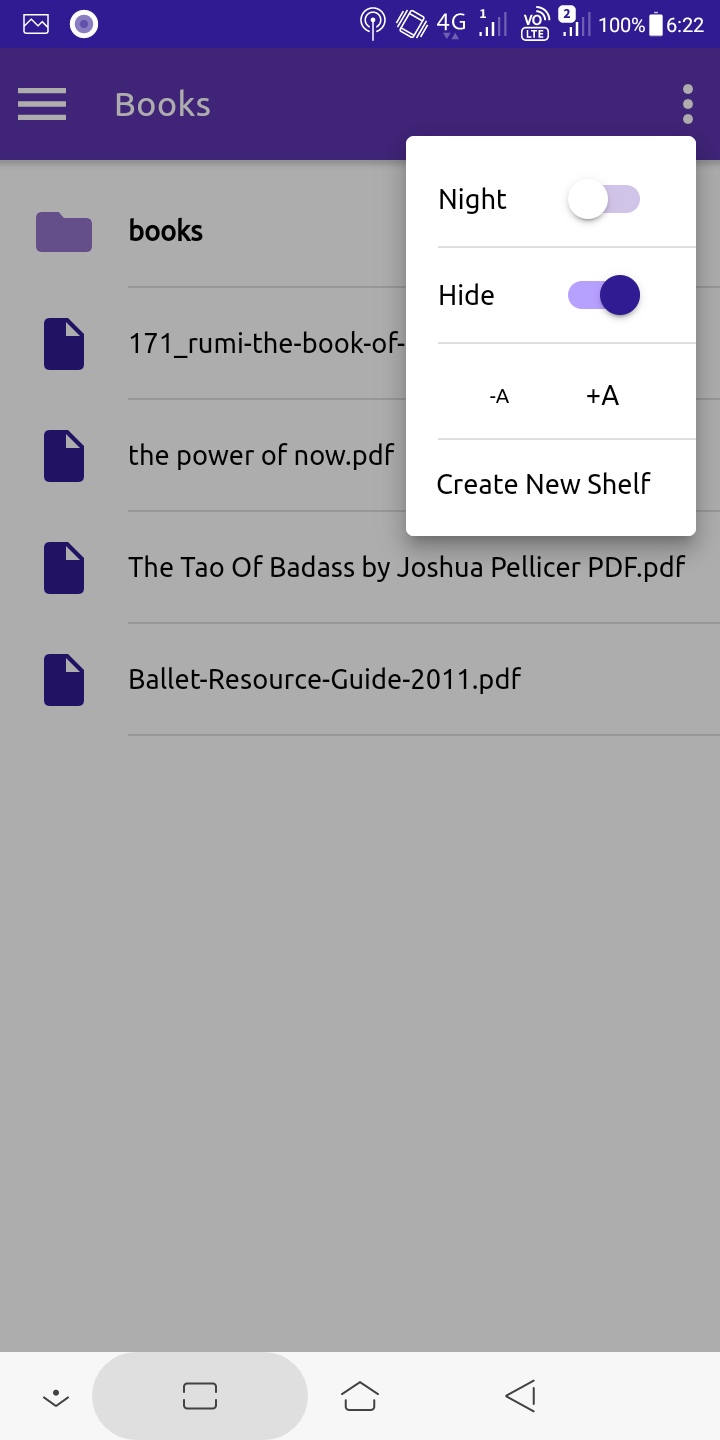 4G 1 VO LTE 2 100% 6:22
Books
Night
books
Hide
171_rumi-the-book-of-
-A +A
the power of now.pdf
Create New Shelf
The Tao Of Badass by Joshua Pellicer PDF.pdf
Ballet-Resource-Guide-2011.pdf